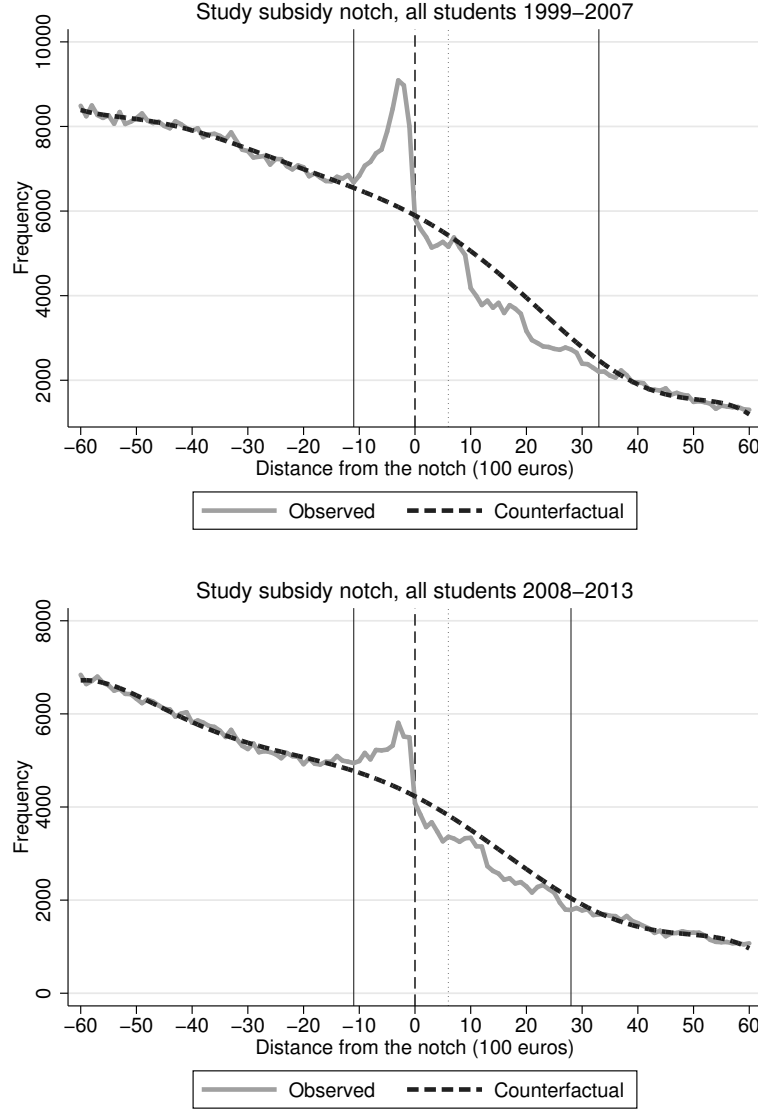 Study subsidy notch, all students 1999−2007
Frequency
10000
8000
6000
4000
2000
−60 −50 −40 −30 −20 −10 0 10 20 30 40 50 60
Distance from the notch (100 euros)
Observed Counterfactual
Study subsidy notch, all students 2008−2013
Frequency
8000
6000
4000
2000
0
−60 −50 −40 −30 −20 −10 0 10 20 30 40 50 60
Distance from the notch (100 euros)
Observed Counterfactual